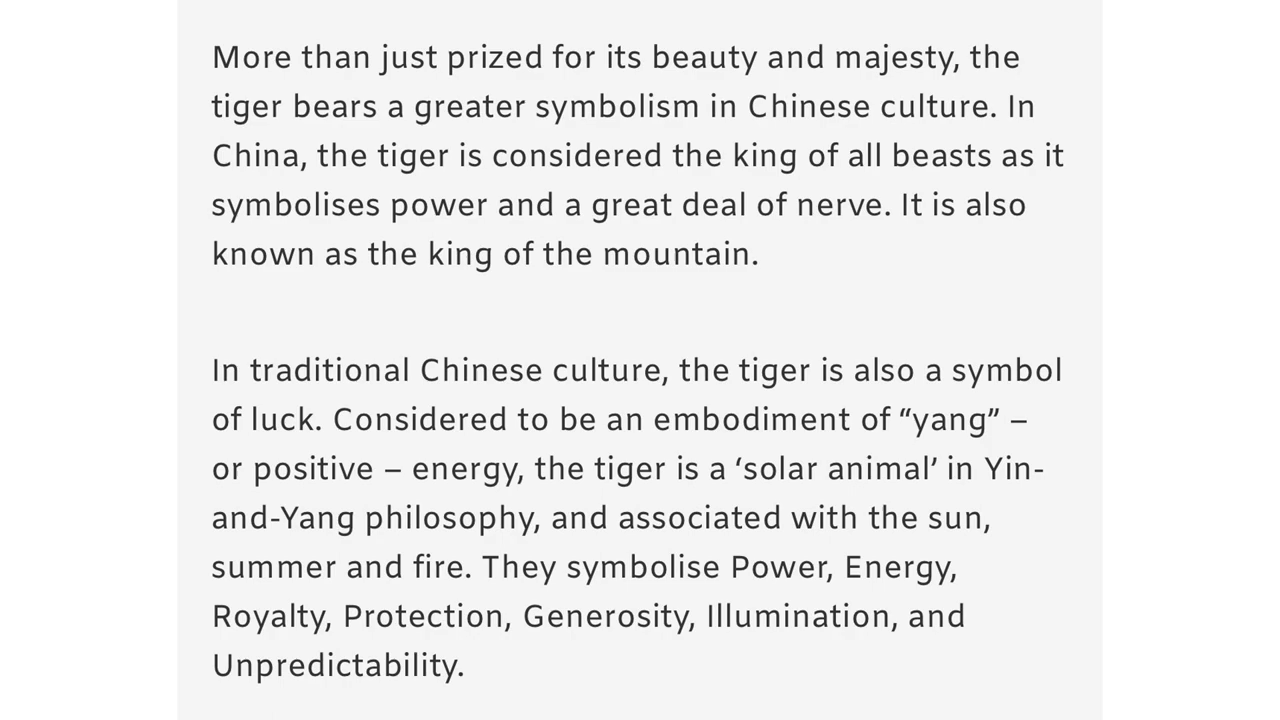 More than just prized for its beauty and majesty, the
tiger bears a greater symbolism in Chinese culture. In
China, the tiger is considered the king of all beasts as it
symbolises power and a great deal of nerve. It is also
known as the king of the mountain.
In traditional Chinese culture, the tiger is also a symbol
of luck. Considered to be an embodiment of “yang” –
or positive – energy, the tiger is a ‘solar animal’ in Yin-
and-Yang philosophy, and associated with the sun,
summer and fire. They symbolise Power, Energy,
Royalty, Protection, Generosity, Illumination, and
Unpredictability.